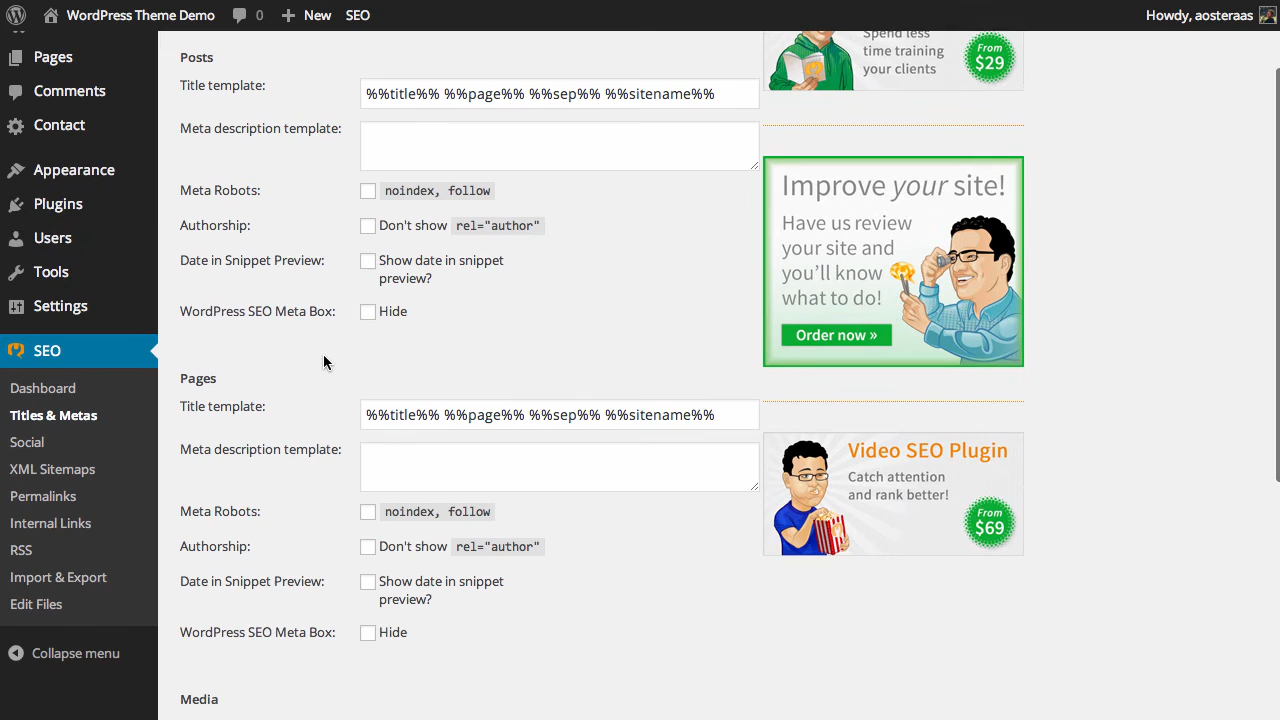 WordPress Theme Demo
0
New
SEO
Howdy, aosteraas
Pages
Comments
Contact
Appearance
Plugins
Users
Tools
Settings
SEO
Dashboard
Titles & Metas
Social
XML Sitemaps
Permalinks
Internal Links
RSS
Import & Export
Edit Files
Collapse menu
Posts
Title template:
%%title%% %%page%% %%sep%% %%sitename%%
Meta description template:
Meta Robots:
noindex, follow
Authorship:
Don't show rel="author"
Date in Snippet Preview:
Show date in snippet
preview?
WordPress SEO Meta Box:
Hide
Pages
Title template:
%%title%% %%page%% %%sep%% %%sitename%%
Meta description template:
Meta Robots:
noindex, follow
Authorship:
Don't show rel="author"
Date in Snippet Preview:
Show date in snippet
preview?
WordPress SEO Meta Box:
Hide
Media
Spend less
time training
your clients
From
$29
Improve your site!
Have us review
your site and
you'll know
what to do!
Order now »
Video SEO Plugin
Catch attention
and rank better!
From
$69